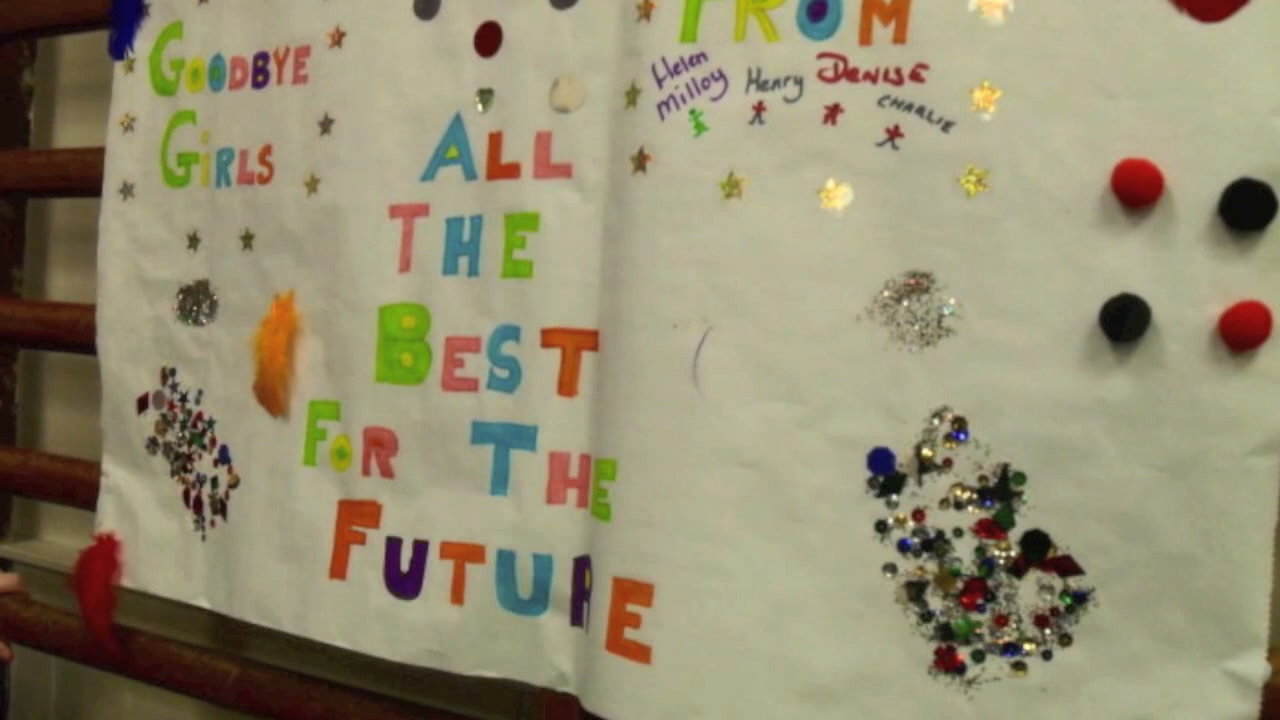 GOODBYE
GiRLS
ALL
THE
BEST
FOR THE
FUTURE
FROM
Helen
Milloy
Henry
DENISE
CHARLIE